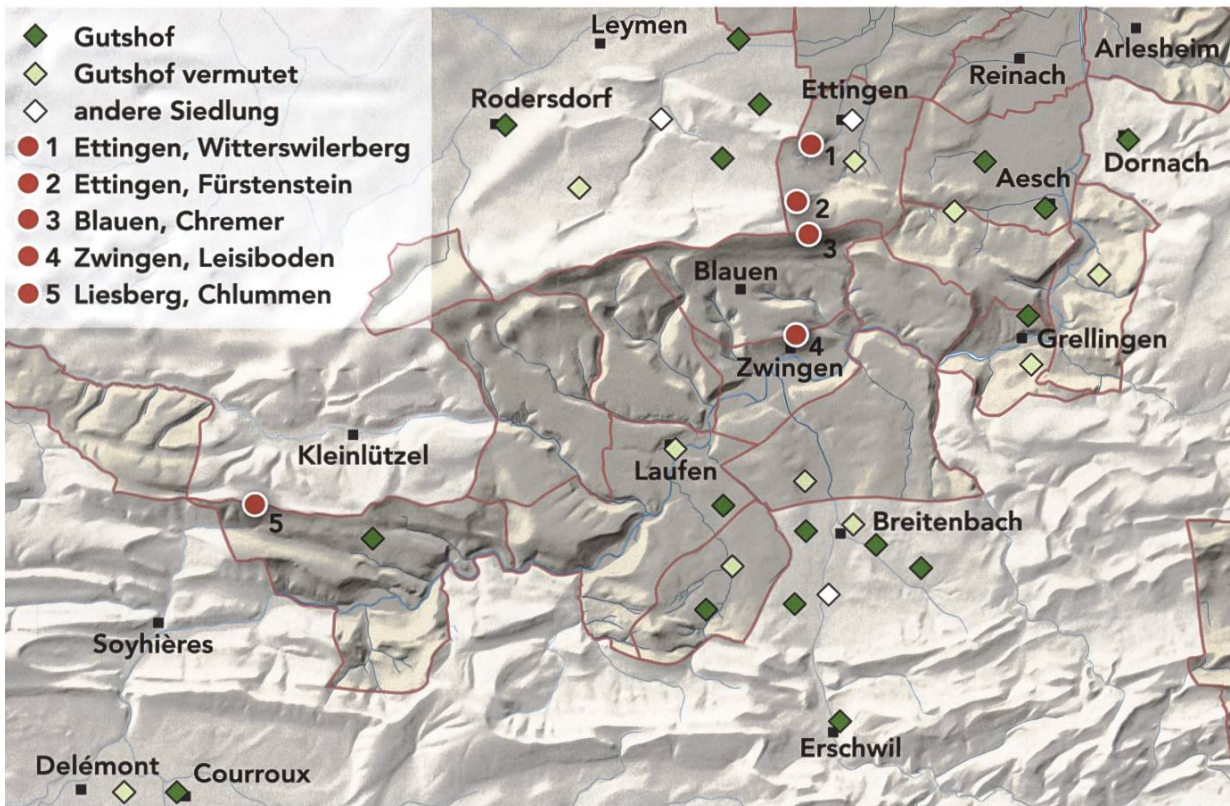 Gutshof
Gutshof vermutet
andere Siedlung
1 Ettingen, Witterswilerberg
2 Ettingen, Fürstenstein
3 Blauen, Chremer
4 Zwingen, Leisiboden
5 Liesberg, Chlummen
Leymen
Arlesheim
Reinach
Ettingen
Rodersdorf
1
Dornach
Aesch
2
3
Blauen
4
Grellingen
Zwingen
Kleinlützel
Laufen
5
Breitenbach
Soyhières
Erschwil
Delémont
Courroux